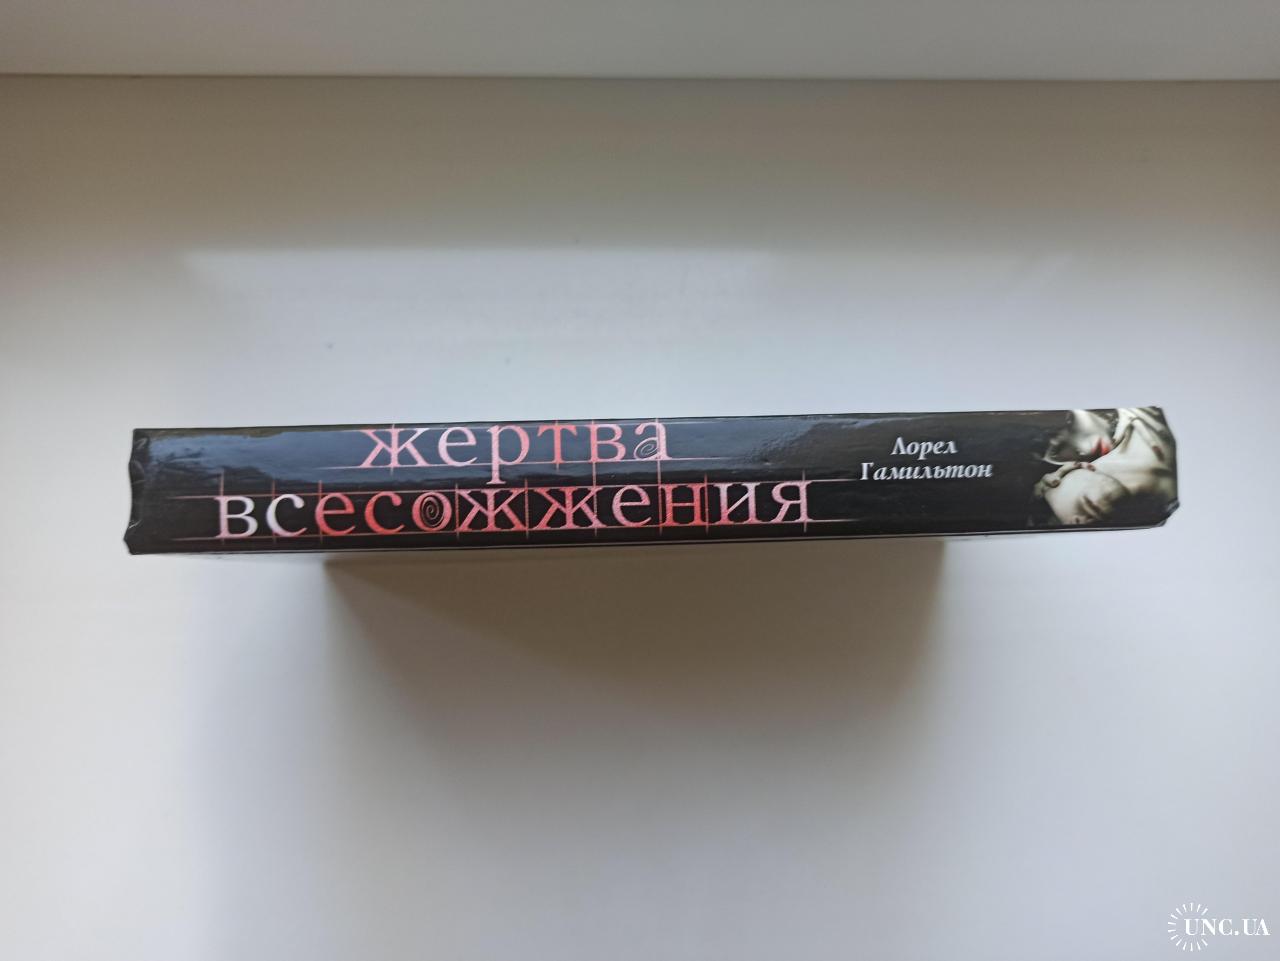 жертва
всесожжения
Лорел
Гамильтон
UNC.UA